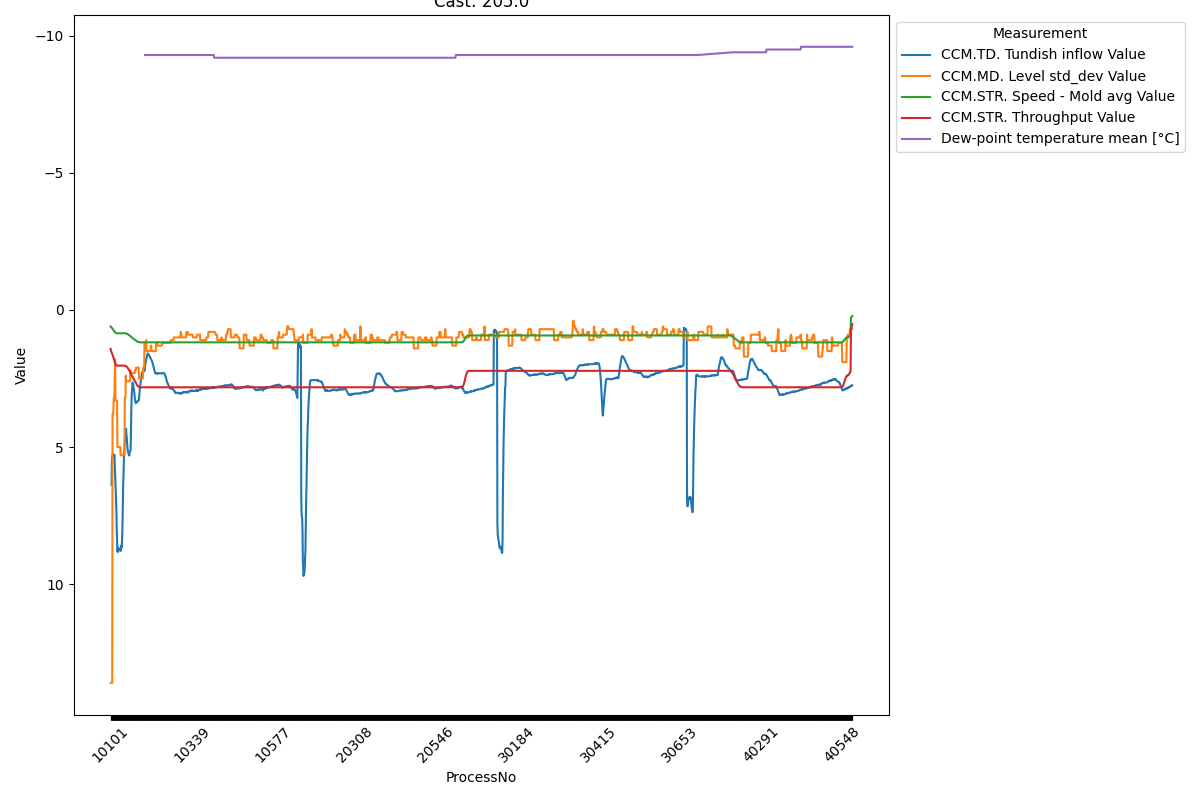 Cast: 205.0
Measurement
CCM.TD. Tundish inflow Value
CCM.MD. Level std_dev Value
CCM.STR. Speed - Mold avg Value
CCM.STR. Throughput Value
Dew-point temperature mean [°C]
−10
−5
0
5
10
Value
10101
10339
10577
20308
20546
30184
30415
30653
40291
40548
ProcessNo